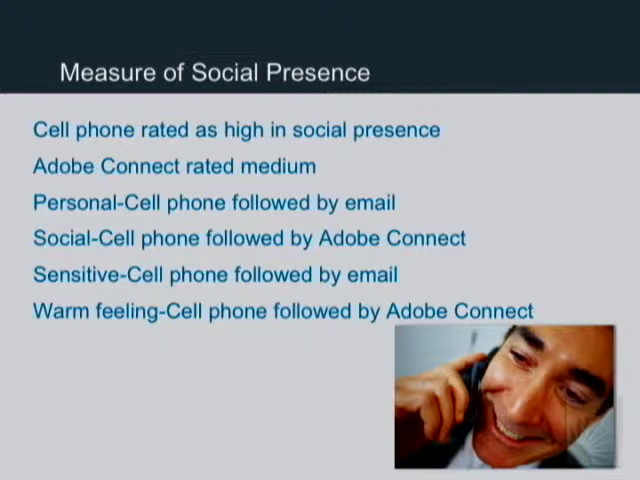 Measure of Social Presence
Cell phone rated as high in social presence
Adobe Connect rated medium
Personal-Cell phone followed by email
Social-Cell phone followed by Adobe Connect
Sensitive-Cell phone followed by email
Warm feeling-Cell phone followed by Adobe Connect